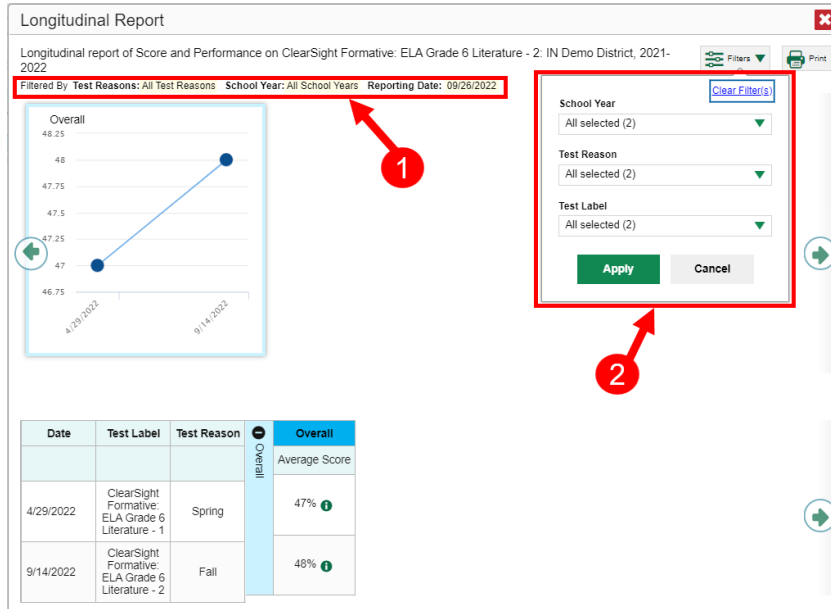 Longitudinal Report
Longitudinal report of Score and Performance on ClearSight Formative: ELA Grade 6 Literature - 2: IN Demo District, 2021-
2022
Filters
Print
Filtered By Test Reasons: All Test Reasons School Year: All School Years Reporting Date: 09/26/2022
Clear Filter(s)
School Year
All selected (2)
Test Reason
All selected (2)
Test Label
All selected (2)
Apply
Cancel
1
2
Overall
48.25
48
47.75
47.5
47.25
47
46.75
4/29/2022
9/14/2022
Date Test Label Test Reason Overall Overall
Average Score
4/29/2022
ClearSight
Formative:
ELA Grade 6
Literature - 1
Spring
47%
9/14/2022
ClearSight
Formative:
ELA Grade 6
Literature - 2
Fall
48%